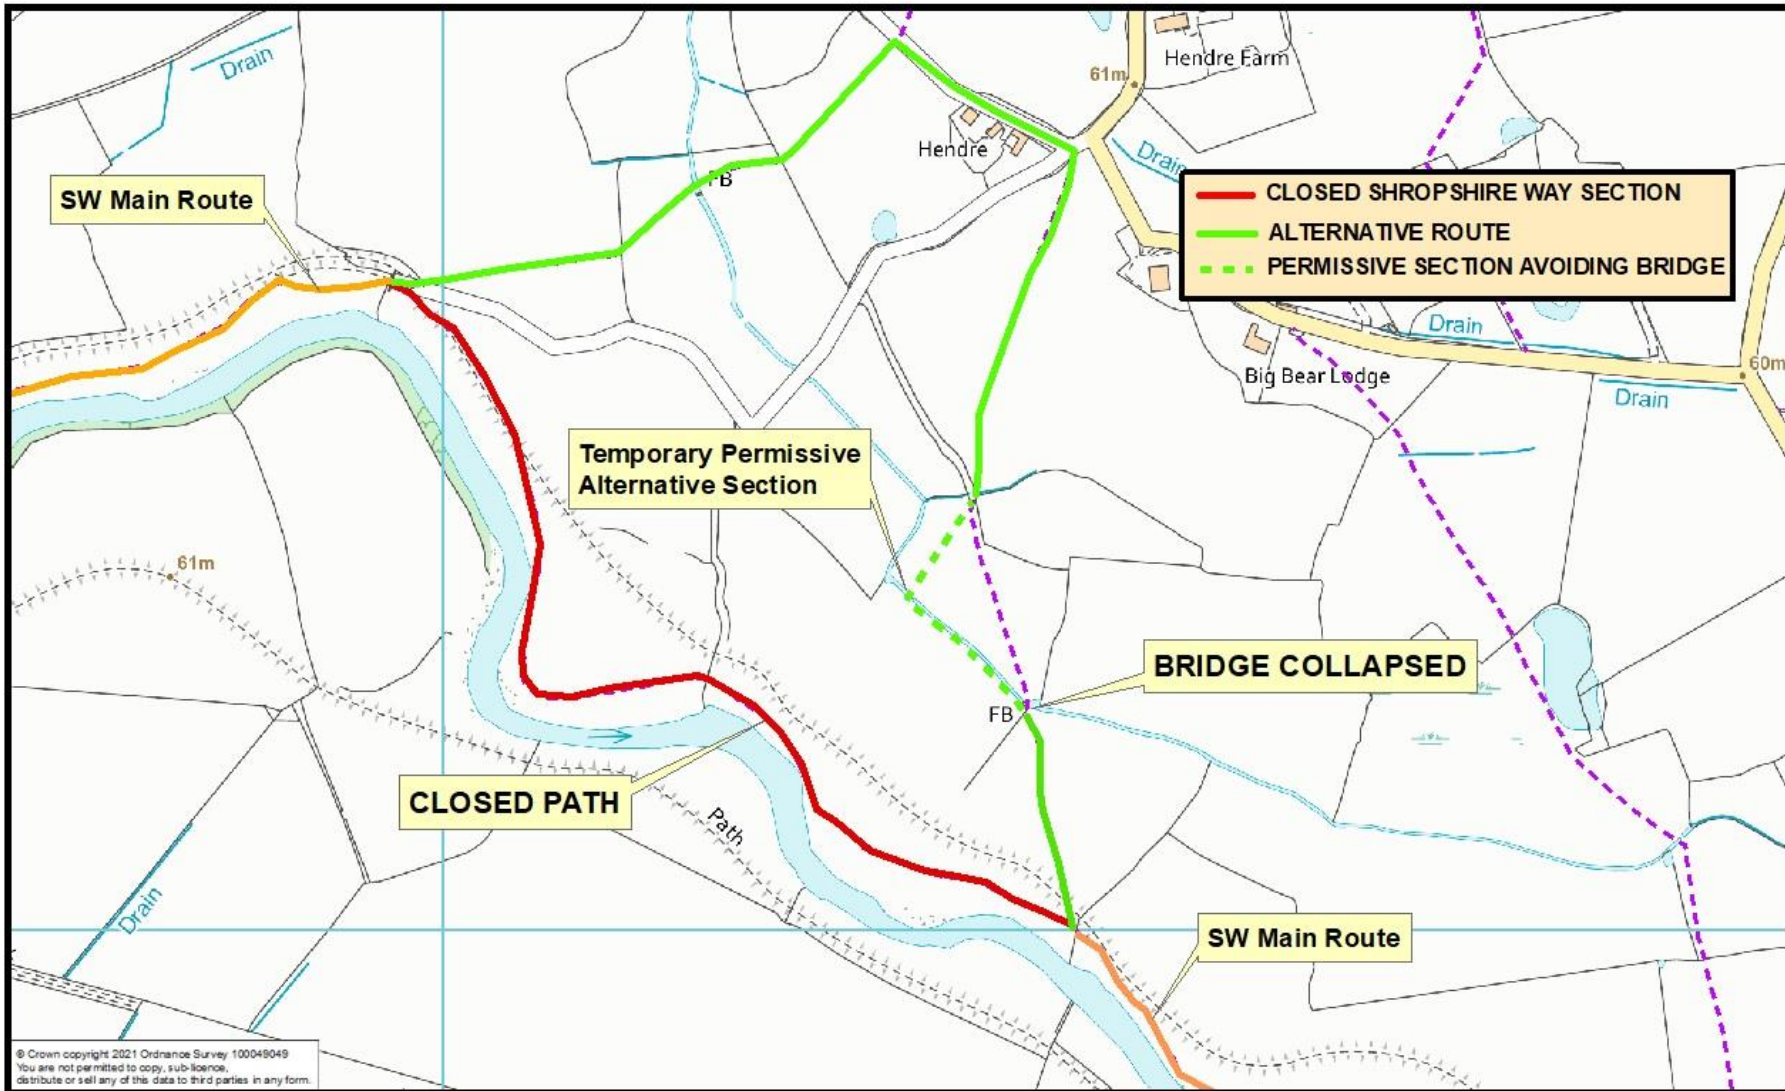 Drain
SW Main Route
61m
Hendre Farm
Hendre
FB
Drain
CLOSED SHROPSHIRE WAY SECTION
ALTERNATIVE ROUTE
PERMISSIVE SECTION AVOIDING BRIDGE
Drain
60m
Big Bear Lodge
Drain
Temporary Permissive
Alternative Section
61m
BRIDGE COLLAPSED
FB
CLOSED PATH
Path
Drain
SW Main Route
© Crown copyright 2021 Ordnance Survey 100049049
You are not permitted to copy, sub-licence,
distribute or sell any of this data to third parties in any form.